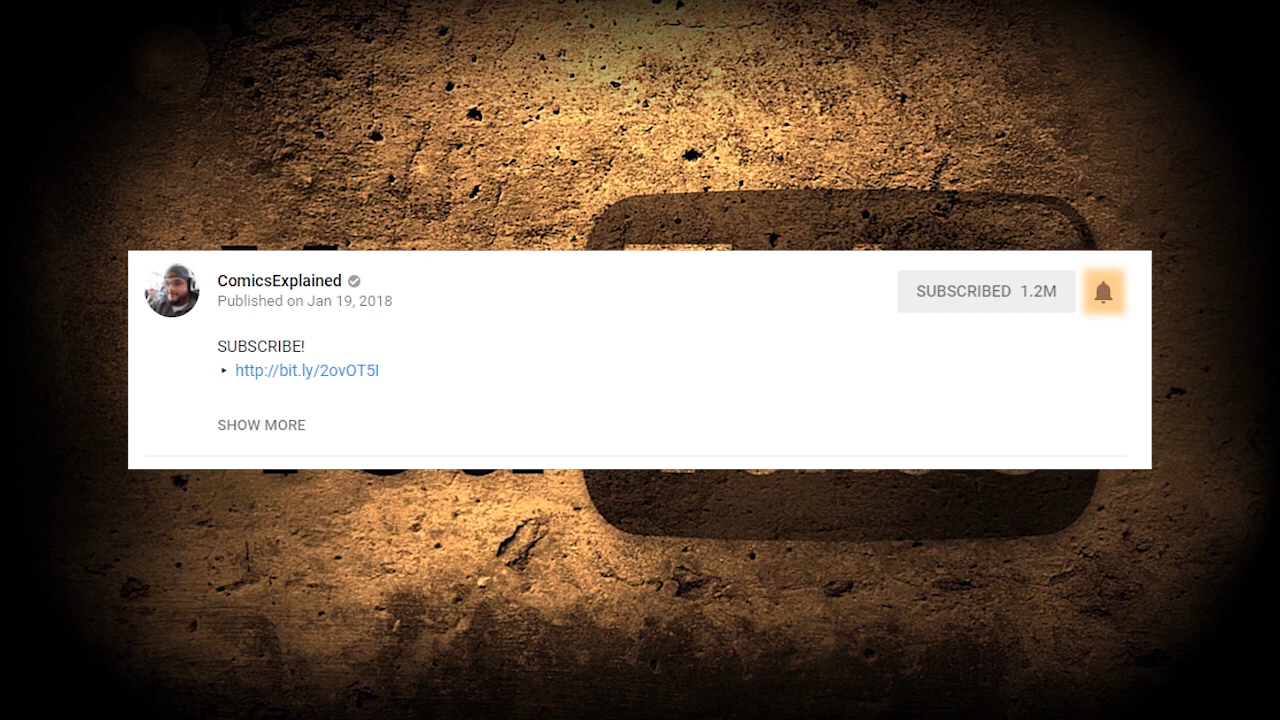 ComicsExplained
Published on Jan 19, 2018
SUBSCRIBED 1.2M
SUBSCRIBE!
‣ http://bit.ly/2ovOT5I
SHOW MORE